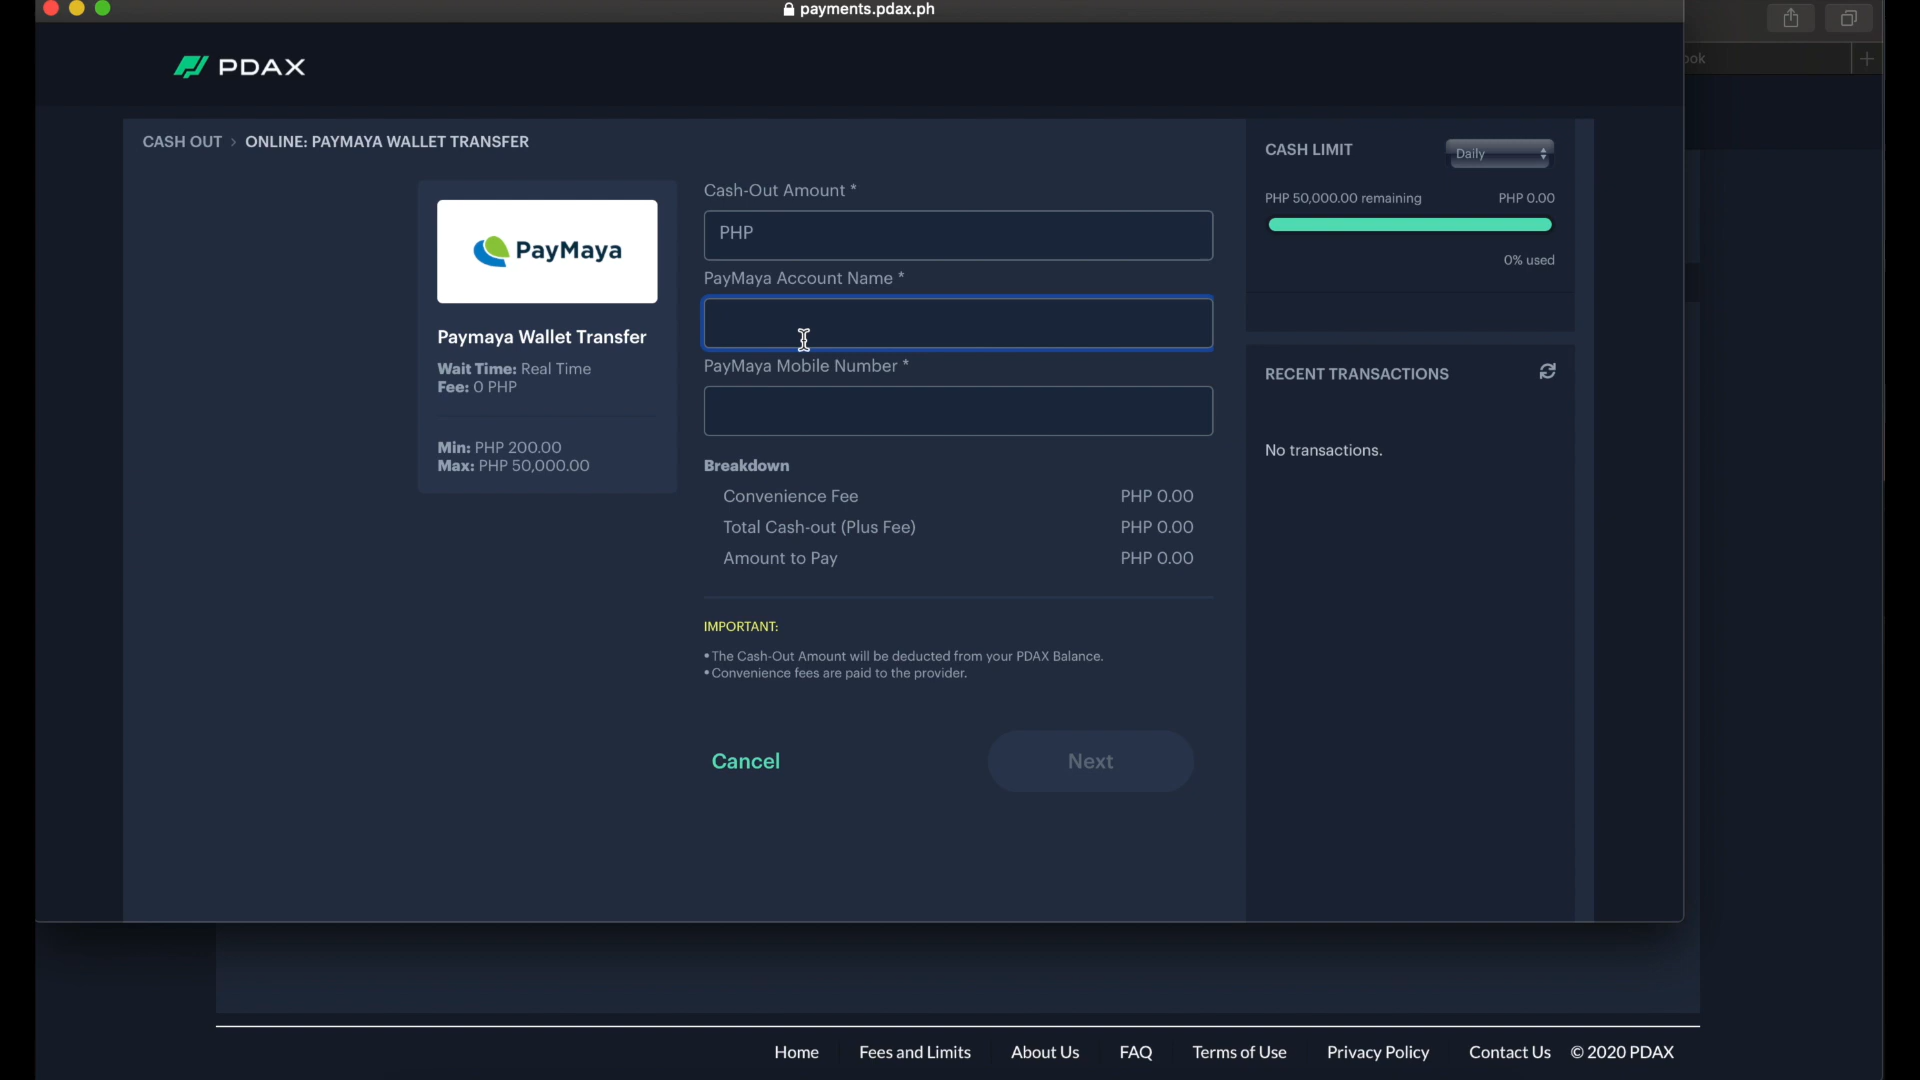 payments.pdax.ph
ook
PDAX
CASH OUT > ONLINE: PAYMAYA WALLET TRANSFER
PayMaya
Paymaya Wallet Transfer
Wait Time: Real Time
Fee: 0 PHP
Min: PHP 200.00
Max: PHP 50,000.00
Cash-Out Amount *
PHP
PayMaya Account Name *
PayMaya Mobile Number *
Breakdown
Convenience Fee PHP 0.00
Total Cash-out (Plus Fee) PHP 0.00
Amount to Pay PHP 0.00
IMPORTANT:
• The Cash-Out Amount will be deducted from your PDAX Balance.
• Convenience fees are paid to the provider.
Cancel Next
CASH LIMIT Daily
PHP 50,000.00 remaining PHP 0.00
0% used
RECENT TRANSACTIONS
No transactions.
Home Fees and Limits About Us FAQ Terms of Use Privacy Policy Contact Us © 2020 PDAX